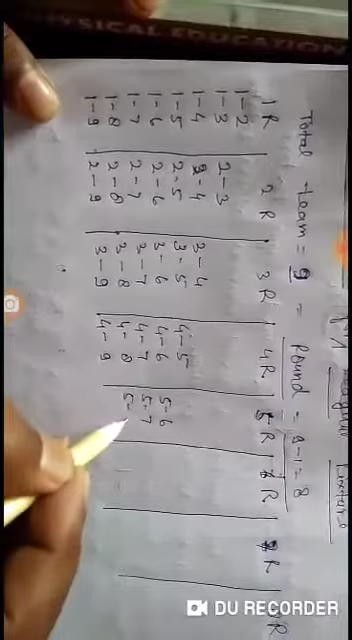 PHYSICAL EDUCATION
Total team = 9 = Round = 9-1=8
1R 2R 3R 4R 5R R R R
1-2
1-3 2-3
1-4 2-4 3-4
1-5 2-5 3-5 4-5
1-6 2-6 3-6 4-6 5-6
1-7 2-7 3-7 4-7 5-7
1-8 2-8 3-8 4-8 5-
1-9 2-9 3-9 4-9
DU RECORDER